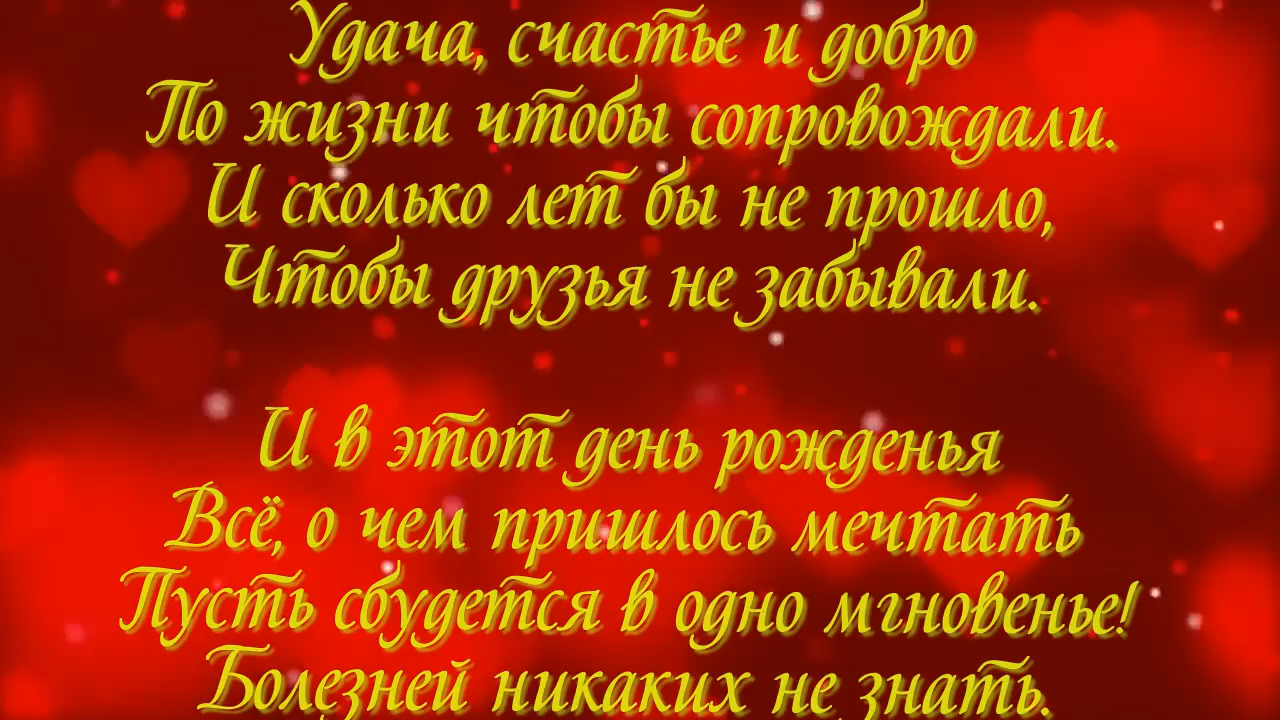 Удача, счастье и добро
По жизни чтобы сопровождали.
И сколько лет бы не прошло,
Чтобы друзья не забывали.
И в этот день рожденья
Всё, о чем пришлось мечтать
Пусть сбудется в одно мгновенье!
Болезней никаких не знать.